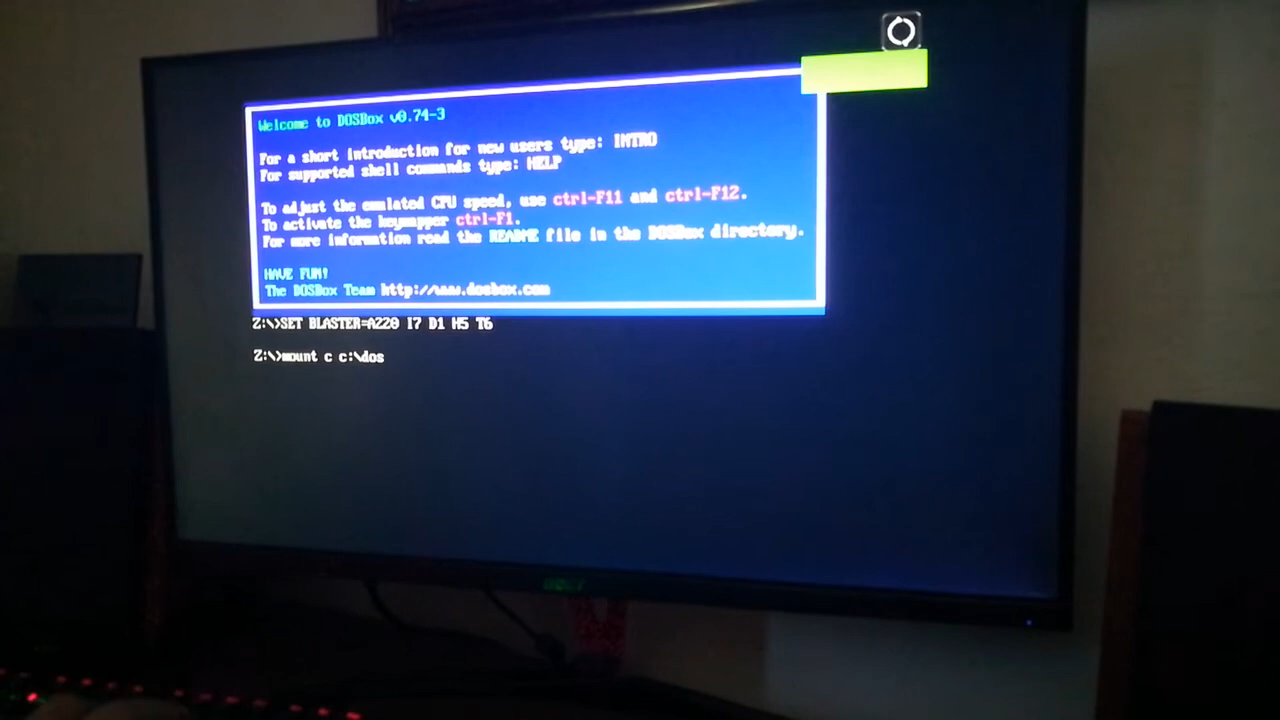 Welcome to DOSBox v0.74-3
For a short introduction for new users type: INTRO
For supported shell commands type: HELP
To adjust the emulated CPU speed, use ctrl-F11 and ctrl-F12.
To activate the keymapper ctrl-F1.
For more information read the README file in the DOSBox directory.
HAVE FUN!
The DOSBox Team http://www.dosbox.com
Z:\>SET BLASTER=A220 I7 D1 H5 T6
Z:\>mount c c:\dos